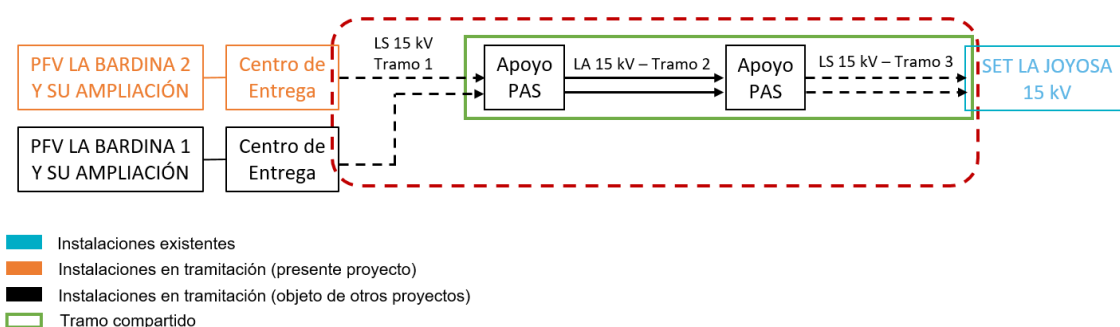 PFV LA BARDINA 2
Y SU AMPLIACIÓN
Centro de
Entrega
LS 15 kV
Tramo 1
Apoyo
PAS
LA 15 kV – Tramo 2
Apoyo
PAS
LS 15 kV – Tramo 3
SET LA JOYOSA
15 kV
PFV LA BARDINA 1
Y SU AMPLIACIÓN
Centro de
Entrega
Instalaciones existentes
Instalaciones en tramitación (presente proyecto)
Instalaciones en tramitación (objeto de otros proyectos)
Tramo compartido